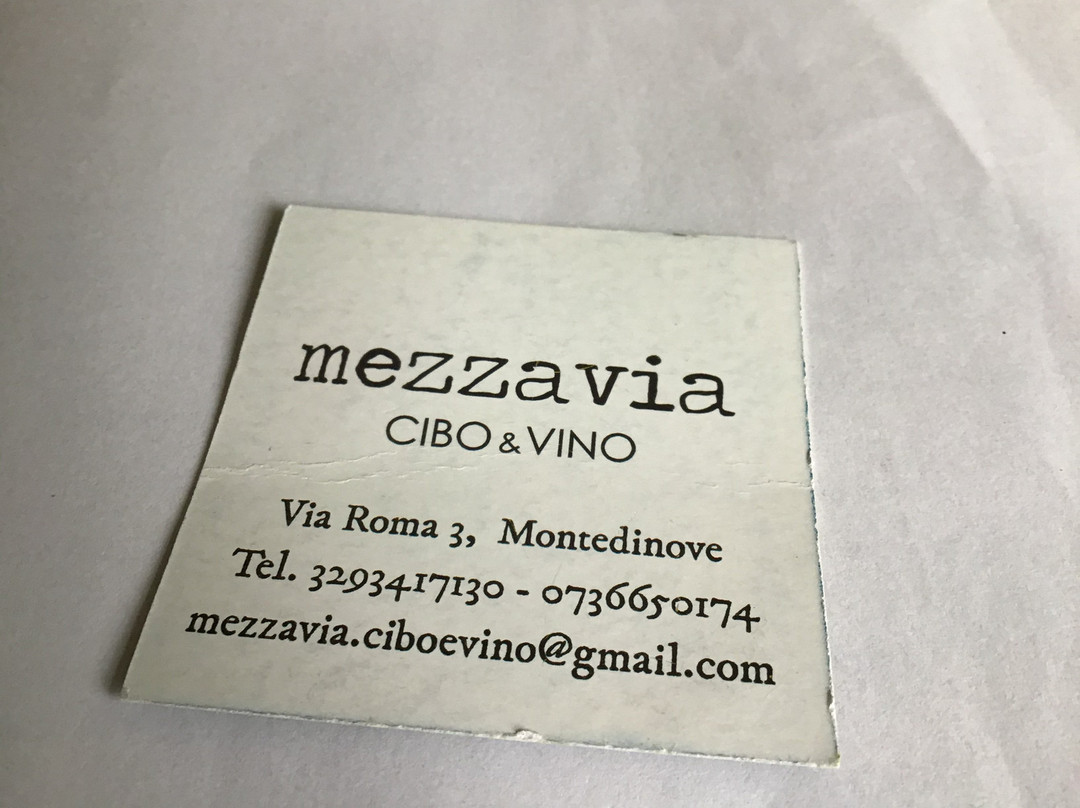 mezzavia
CIBO & VINO
Via Roma 3, Montedinove
Tel. 3293417130 - 0736650174
mezzavia.ciboevino@gmail.com